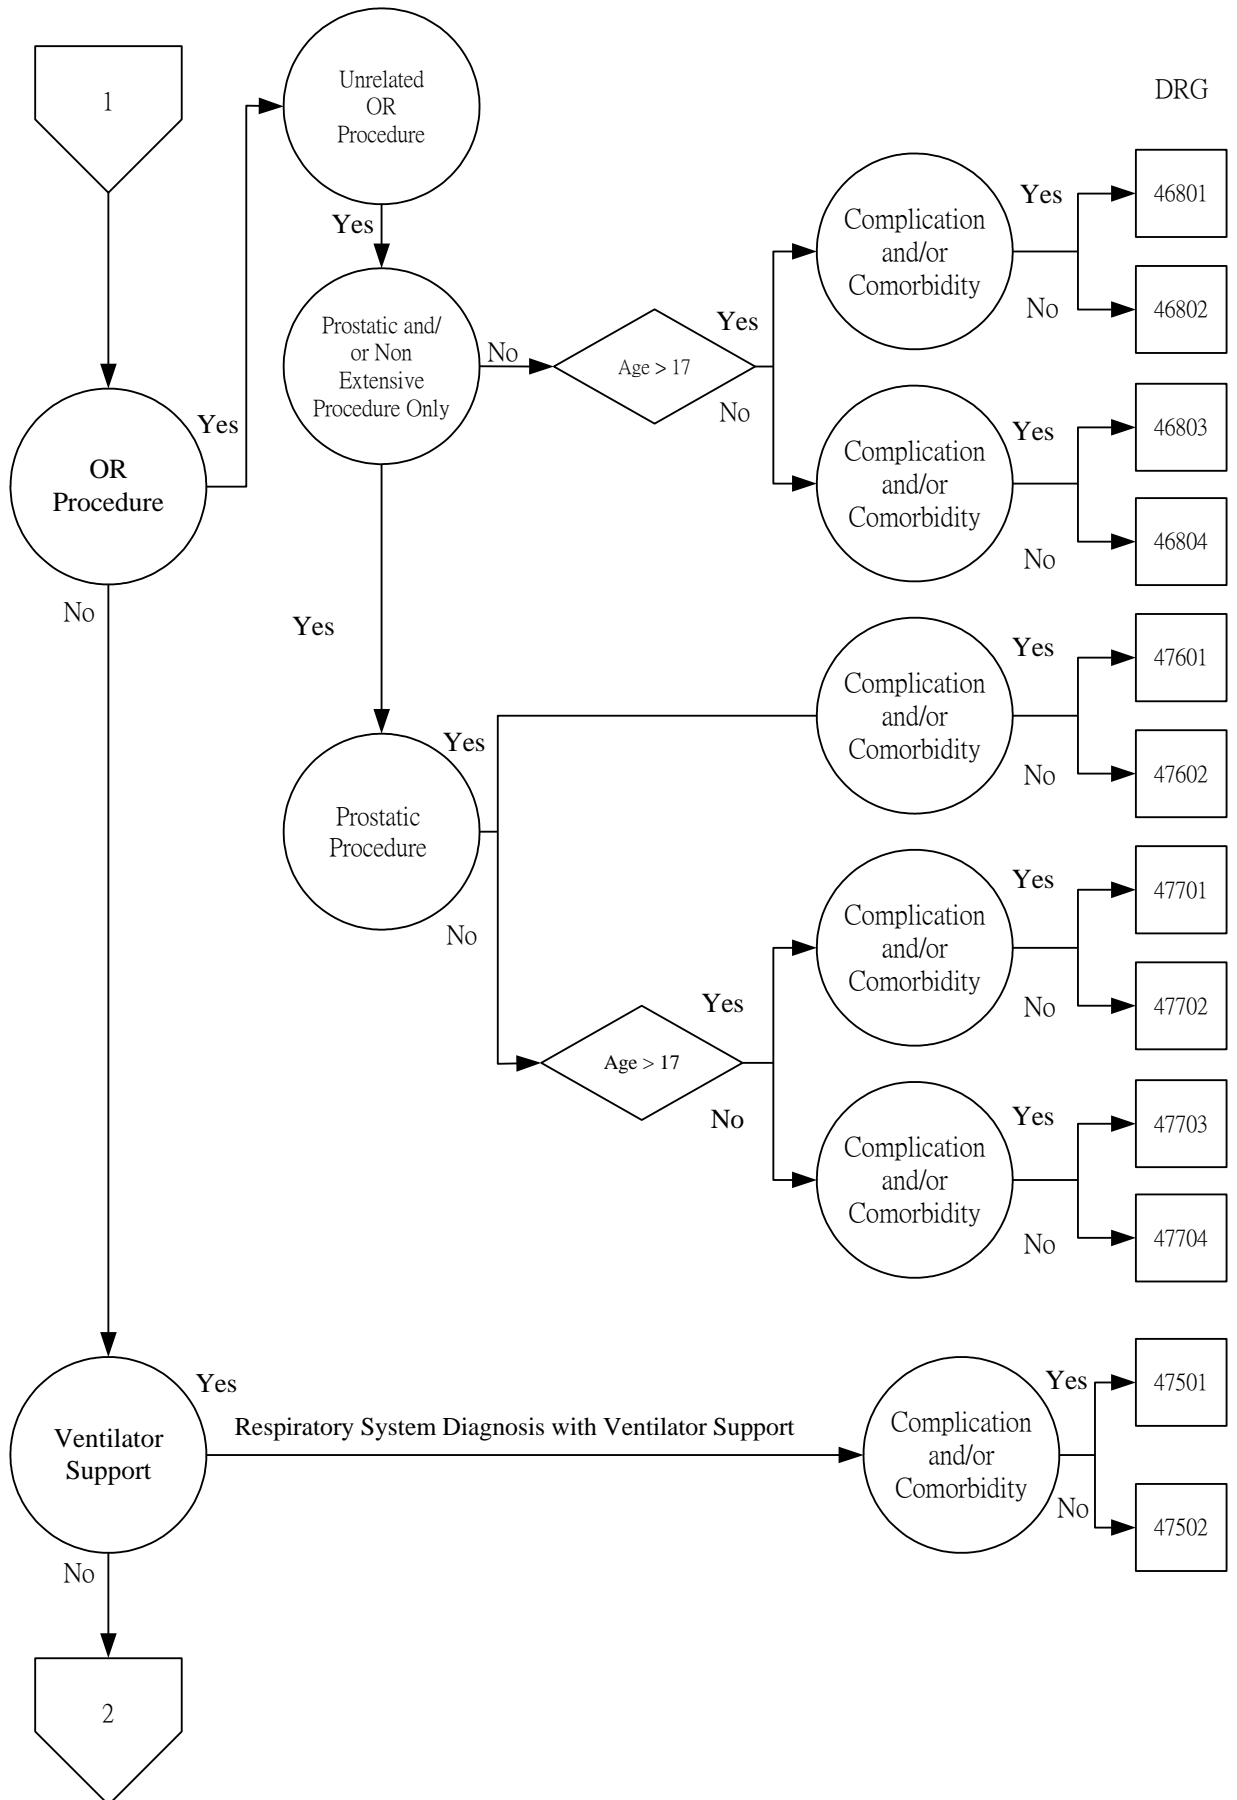 1
Unrelated
OR
Procedure
DRG
Yes
Prostatic and/
or Non
Extensive
Procedure Only
No
Age > 17
Yes
No
Complication
and/or
Comorbidity
Yes
No
46801
46802
Complication
and/or
Comorbidity
Yes
No
46803
46804
OR
Procedure
Yes
No
Yes
Complication
and/or
Comorbidity
Yes
No
47601
47602
Prostatic
Procedure
Yes
No
Age > 17
Yes
No
Complication
and/or
Comorbidity
Yes
No
47701
47702
Complication
and/or
Comorbidity
Yes
No
47703
47704
Ventilator
Support
Yes
Respiratory System Diagnosis with Ventilator Support
Complication
and/or
Comorbidity
Yes
No
47501
47502
No
2